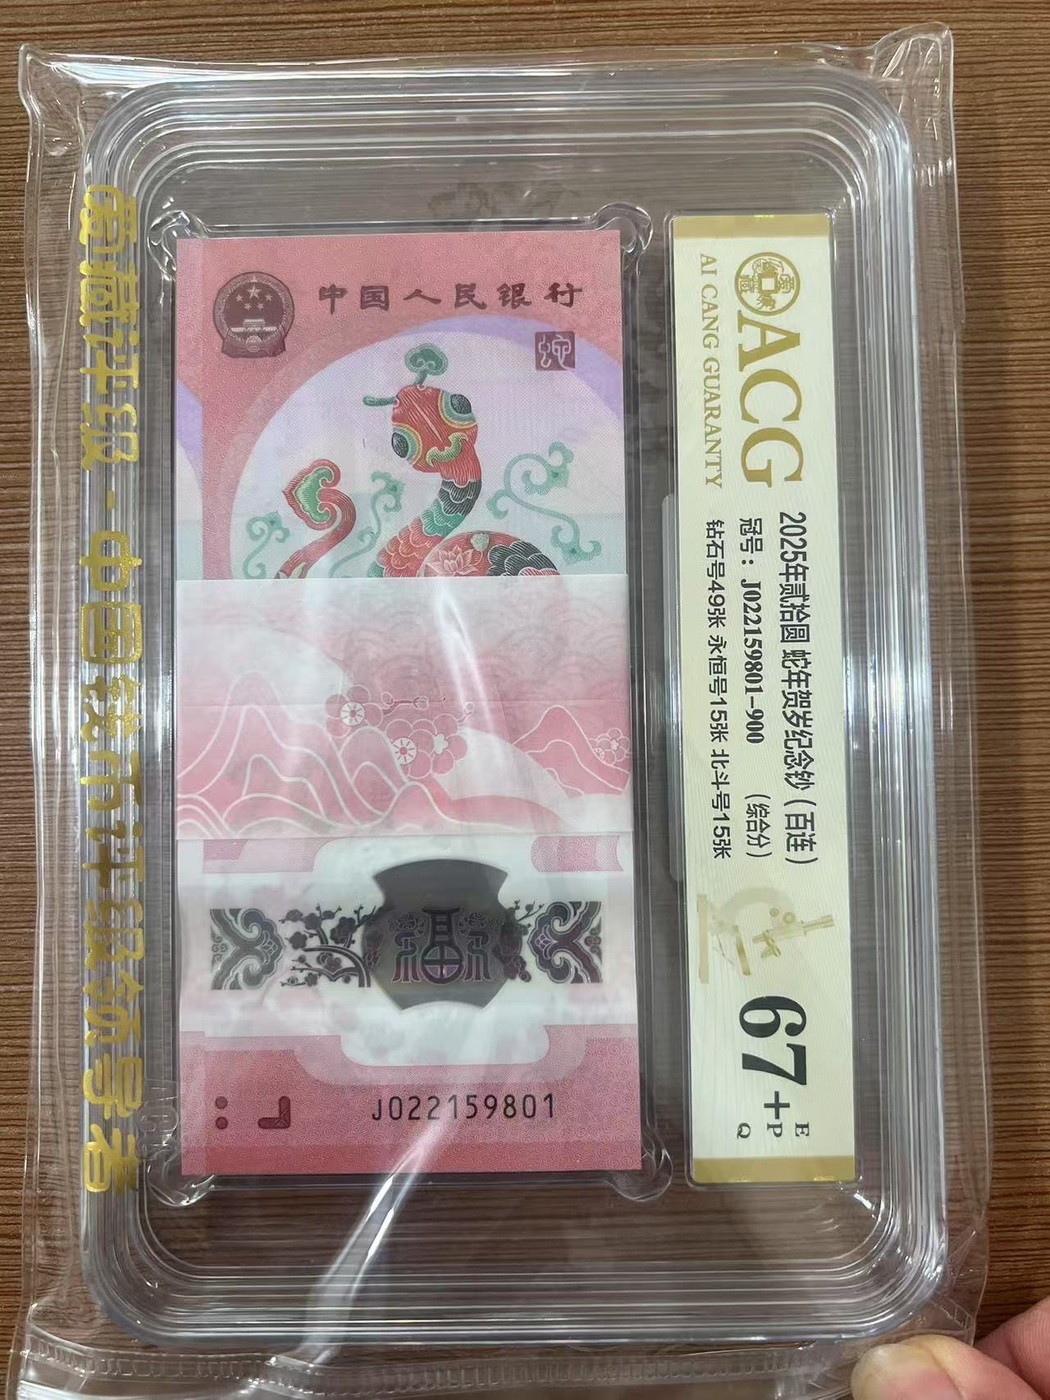 中国人民银行
蛇
福
J022159801
ACG
AI CANG GUARANTY
2025年贰拾圆 蛇年贺岁纪念钞（百连）
冠号：J022159801-900
（综合分）
钻石号49张 永恒号15张 北斗号15张
67+
E
P
Q
爱藏评级-中国钱币评级领导者